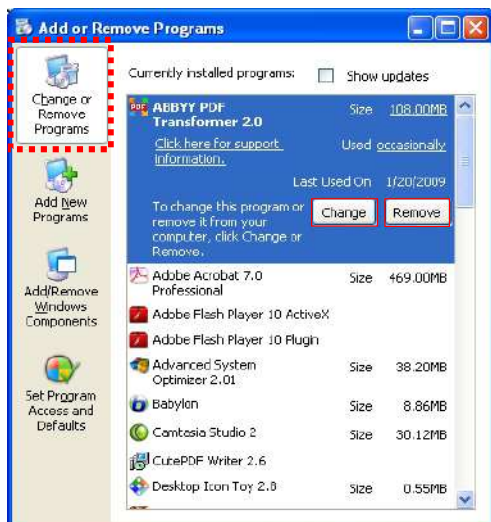 Add or Remove Programs
Change or
Remove
Programs
Add New
Programs
Add/Remove
Windows
Components
Set Program
Access and
Defaults
Currently installed programs:
Show updates
ABBYY PDF
Transformer 2.0
Size 108.00MB
Click here for support
information.
Used occasionally
Last Used On 1/20/2009
To change this program or
remove it from your
computer, click Change or
Remove.
Change
Remove
Adobe Acrobat 7.0
Professional
Size 469.00MB
Adobe Flash Player 10 ActiveX
Adobe Flash Player 10 Plugin
Advanced System
Optimizer 2.01
Size 38.20MB
Babylon
Size 8.86MB
Camtasia Studio 2
Size 30.12MB
CutePDF Writer 2.6
Desktop Icon Toy 2.8
Size 0.55MB